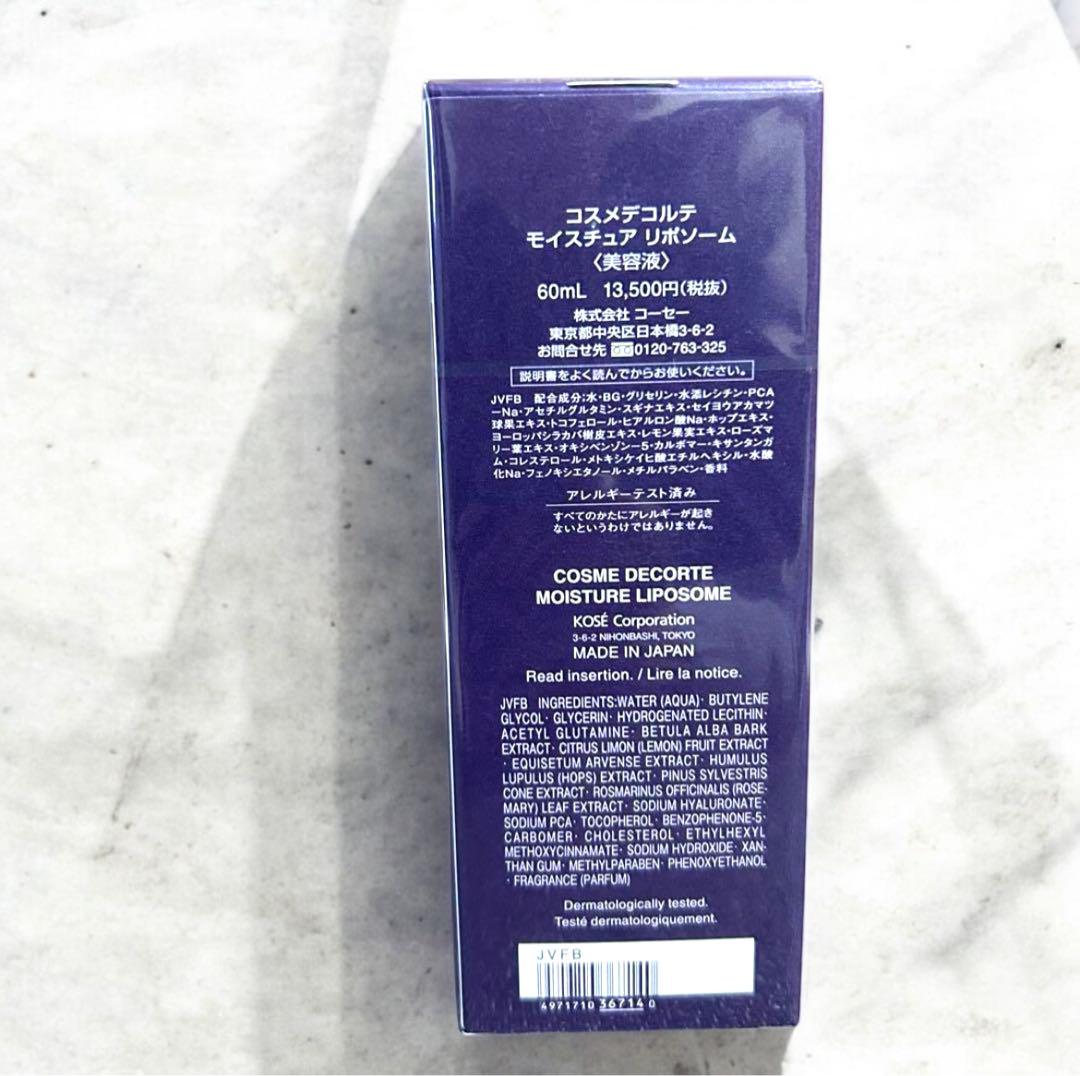 コスメデコルテ
モイスチュア リポソーム
〈美容液〉
60mL 13,500円(税抜)
株式会社 コーセー
東京都中央区日本橋3-6-2
お問合せ先 0120-763-325
説明書をよく読んでからお使いください。
JVFB 配合成分:水・BG・グリセリン・水添レシチン・PCA
ーNa・アセチルグルタミン・スギナエキス・セイヨウアカマツ
球果エキス・トコフェロール・ヒアルロン酸Na・ホップエキス・
ヨーロッパシラカバ樹皮エキス・レモン果実エキス・ローズマ
リー葉エキス・オキシベンゾン-5・カルボマー・キサンタンガ
ム・コレステロール・メトキシケイヒ酸エチルヘキシル・水酸
化Na・フェノキシエタノール・メチルパラベン・香料
アレルギーテスト済み
すべてのかたにアレルギーが起き
ないというわけではありません。
COSME DECORTE
MOISTURE LIPOSOME
KOSÉ Corporation
3-6-2 NIHONBASHI, TOKYO
MADE IN JAPAN
Read insertion. / Lire la notice.
JVFB INGREDIENTS:WATER (AQUA)· BUTYLENE
GLYCOL· GLYCERIN· HYDROGENATED LECITHIN·
ACETYL GLUTAMINE· BETULA ALBA BARK
EXTRACT· CITRUS LIMON (LEMON) FRUIT EXTRACT
· EQUISETUM ARVENSE EXTRACT· HUMULUS
LUPULUS (HOPS) EXTRACT· PINUS SYLVESTRIS
CONE EXTRACT· ROSMARINUS OFFICINALIS (ROSE-
MARY) LEAF EXTRACT· SODIUM HYALURONATE·
SODIUM PCA· TOCOPHEROL· BENZOPHENONE-5·
CARBOMER· CHOLESTEROL· ETHYLHEXYL
METHOXYCINNAMATE· SODIUM HYDROXIDE· XAN-
THAN GUM· METHYLPARABEN· PHENOXYETHANOL
· FRAGRANCE (PARFUM)
Dermatologically tested.
Testé dermatologiquement.
JVFB
4971710 367140